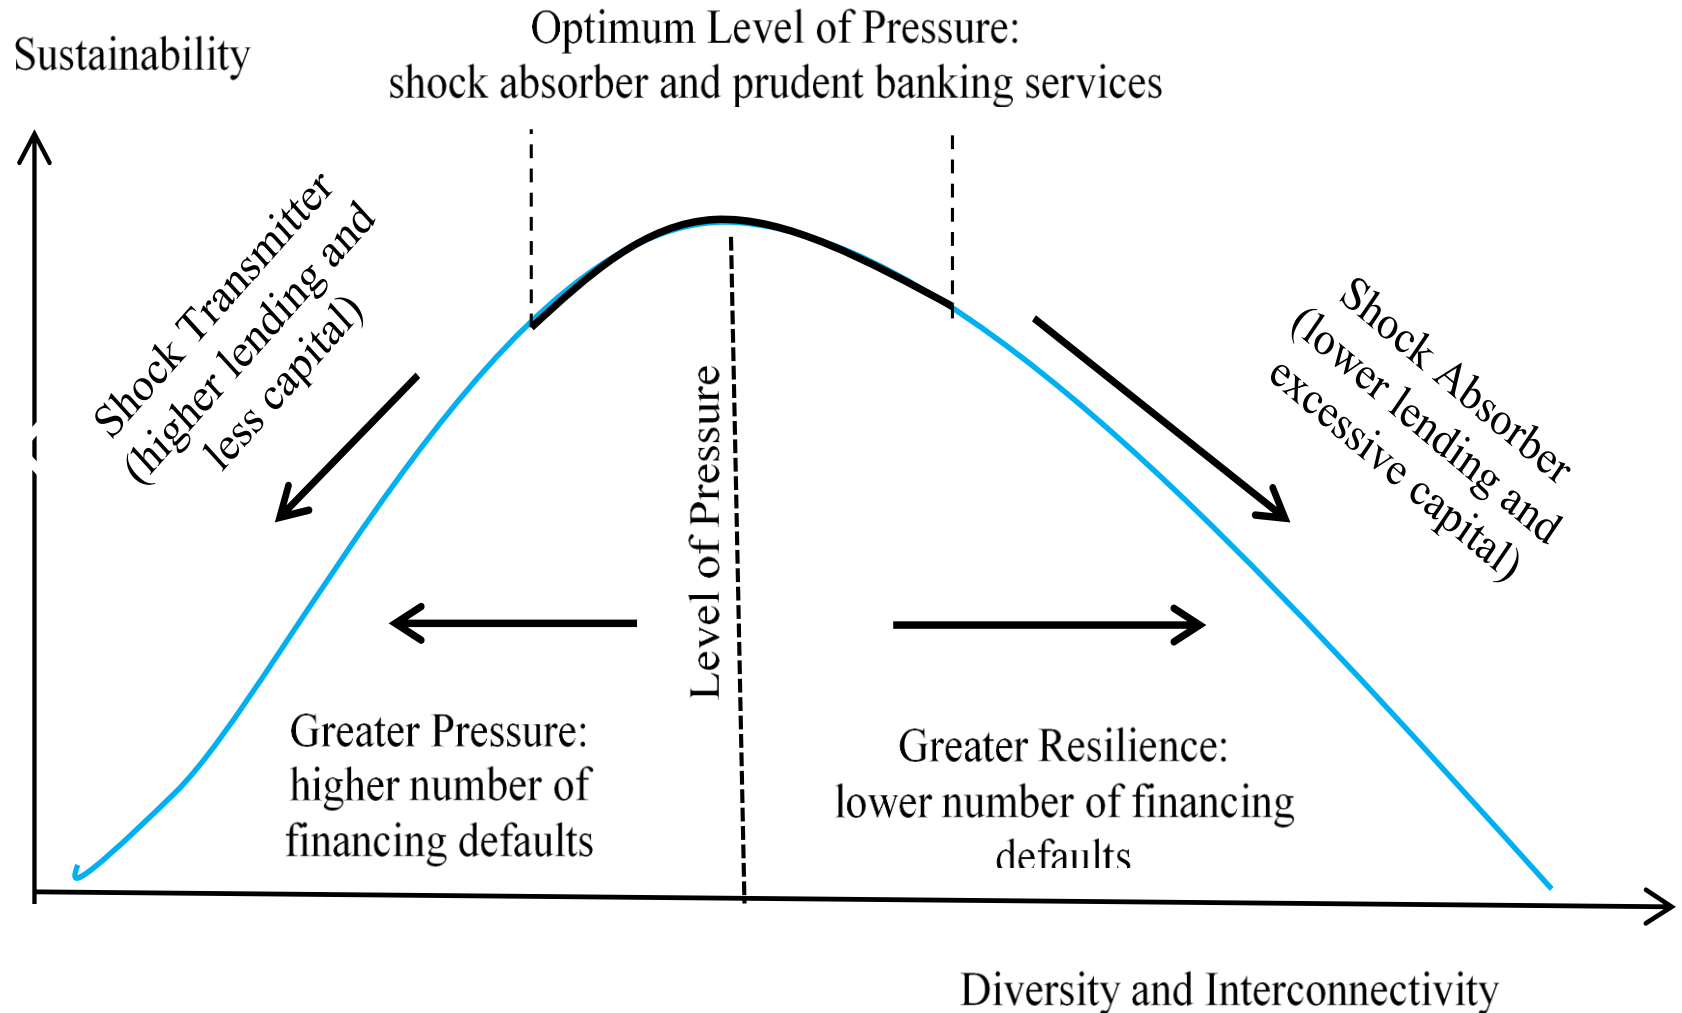 Optimum Level of Pressure:
shock absorber and prudent banking services
Sustainability
Shock Transmitter
(higher lending and
less capital)
Shock Absorber
(lower lending and
excessive capital)
Level of Pressure
Greater Pressure:
higher number of
financing defaults
Greater Resilience:
lower number of financing
defaults
Diversity and Interconnectivity